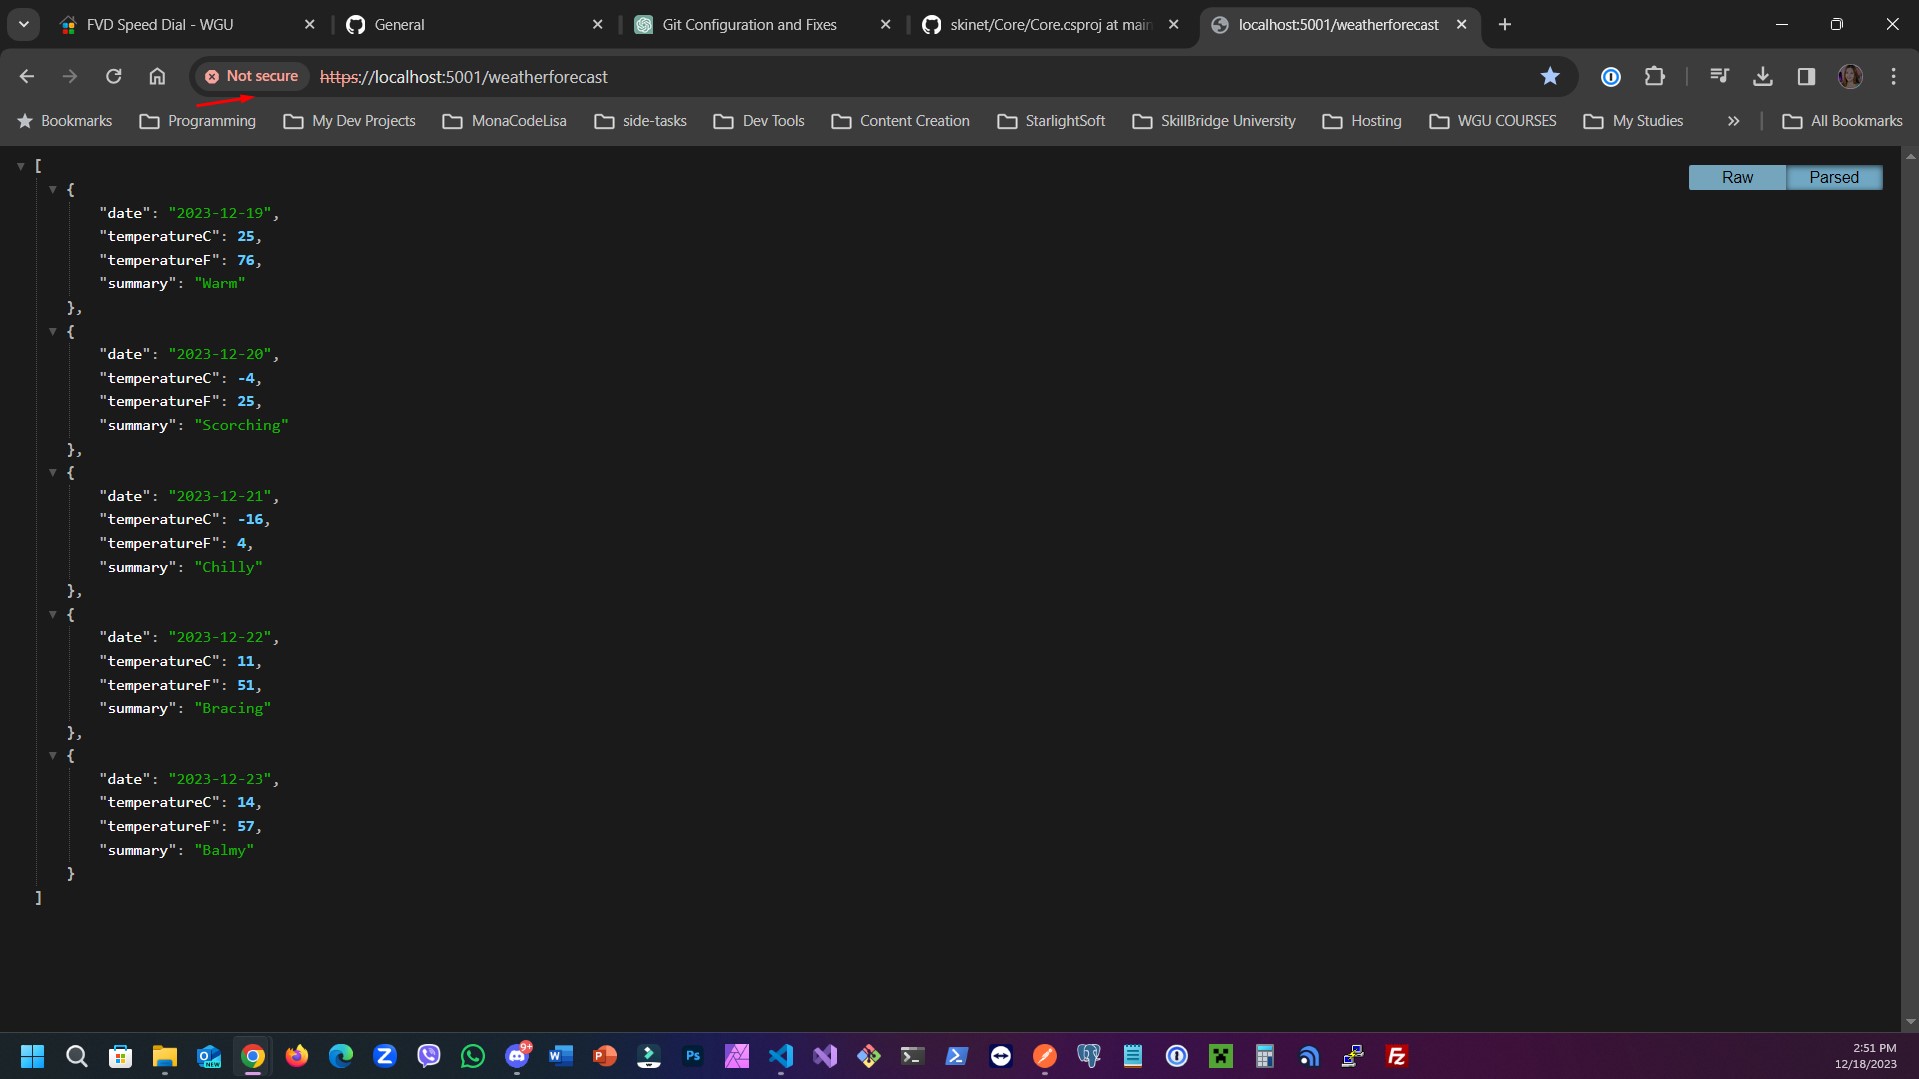 FVD Speed Dial - WGU
General
Git Configuration and Fixes
skinet/Core/Core.csproj at main
localhost:5001/weatherforecast
Not secure https://localhost:5001/weatherforecast
Bookmarks Programming My Dev Projects MonaCodeLisa side-tasks Dev Tools Content Creation StarlightSoft SkillBridge University Hosting WGU COURSES My Studies » All Bookmarks
Raw Parsed
[
{
"date": "2023-12-19",
"temperatureC": 25,
"temperatureF": 76,
"summary": "Warm"
},
{
"date": "2023-12-20",
"temperatureC": -4,
"temperatureF": 25,
"summary": "Scorching"
},
{
"date": "2023-12-21",
"temperatureC": -16,
"temperatureF": 4,
"summary": "Chilly"
},
{
"date": "2023-12-22",
"temperatureC": 11,
"temperatureF": 51,
"summary": "Bracing"
},
{
"date": "2023-12-23",
"temperatureC": 14,
"temperatureF": 57,
"summary": "Balmy"
}
]
NEW
9+
Ps
2:51 PM
12/18/2023